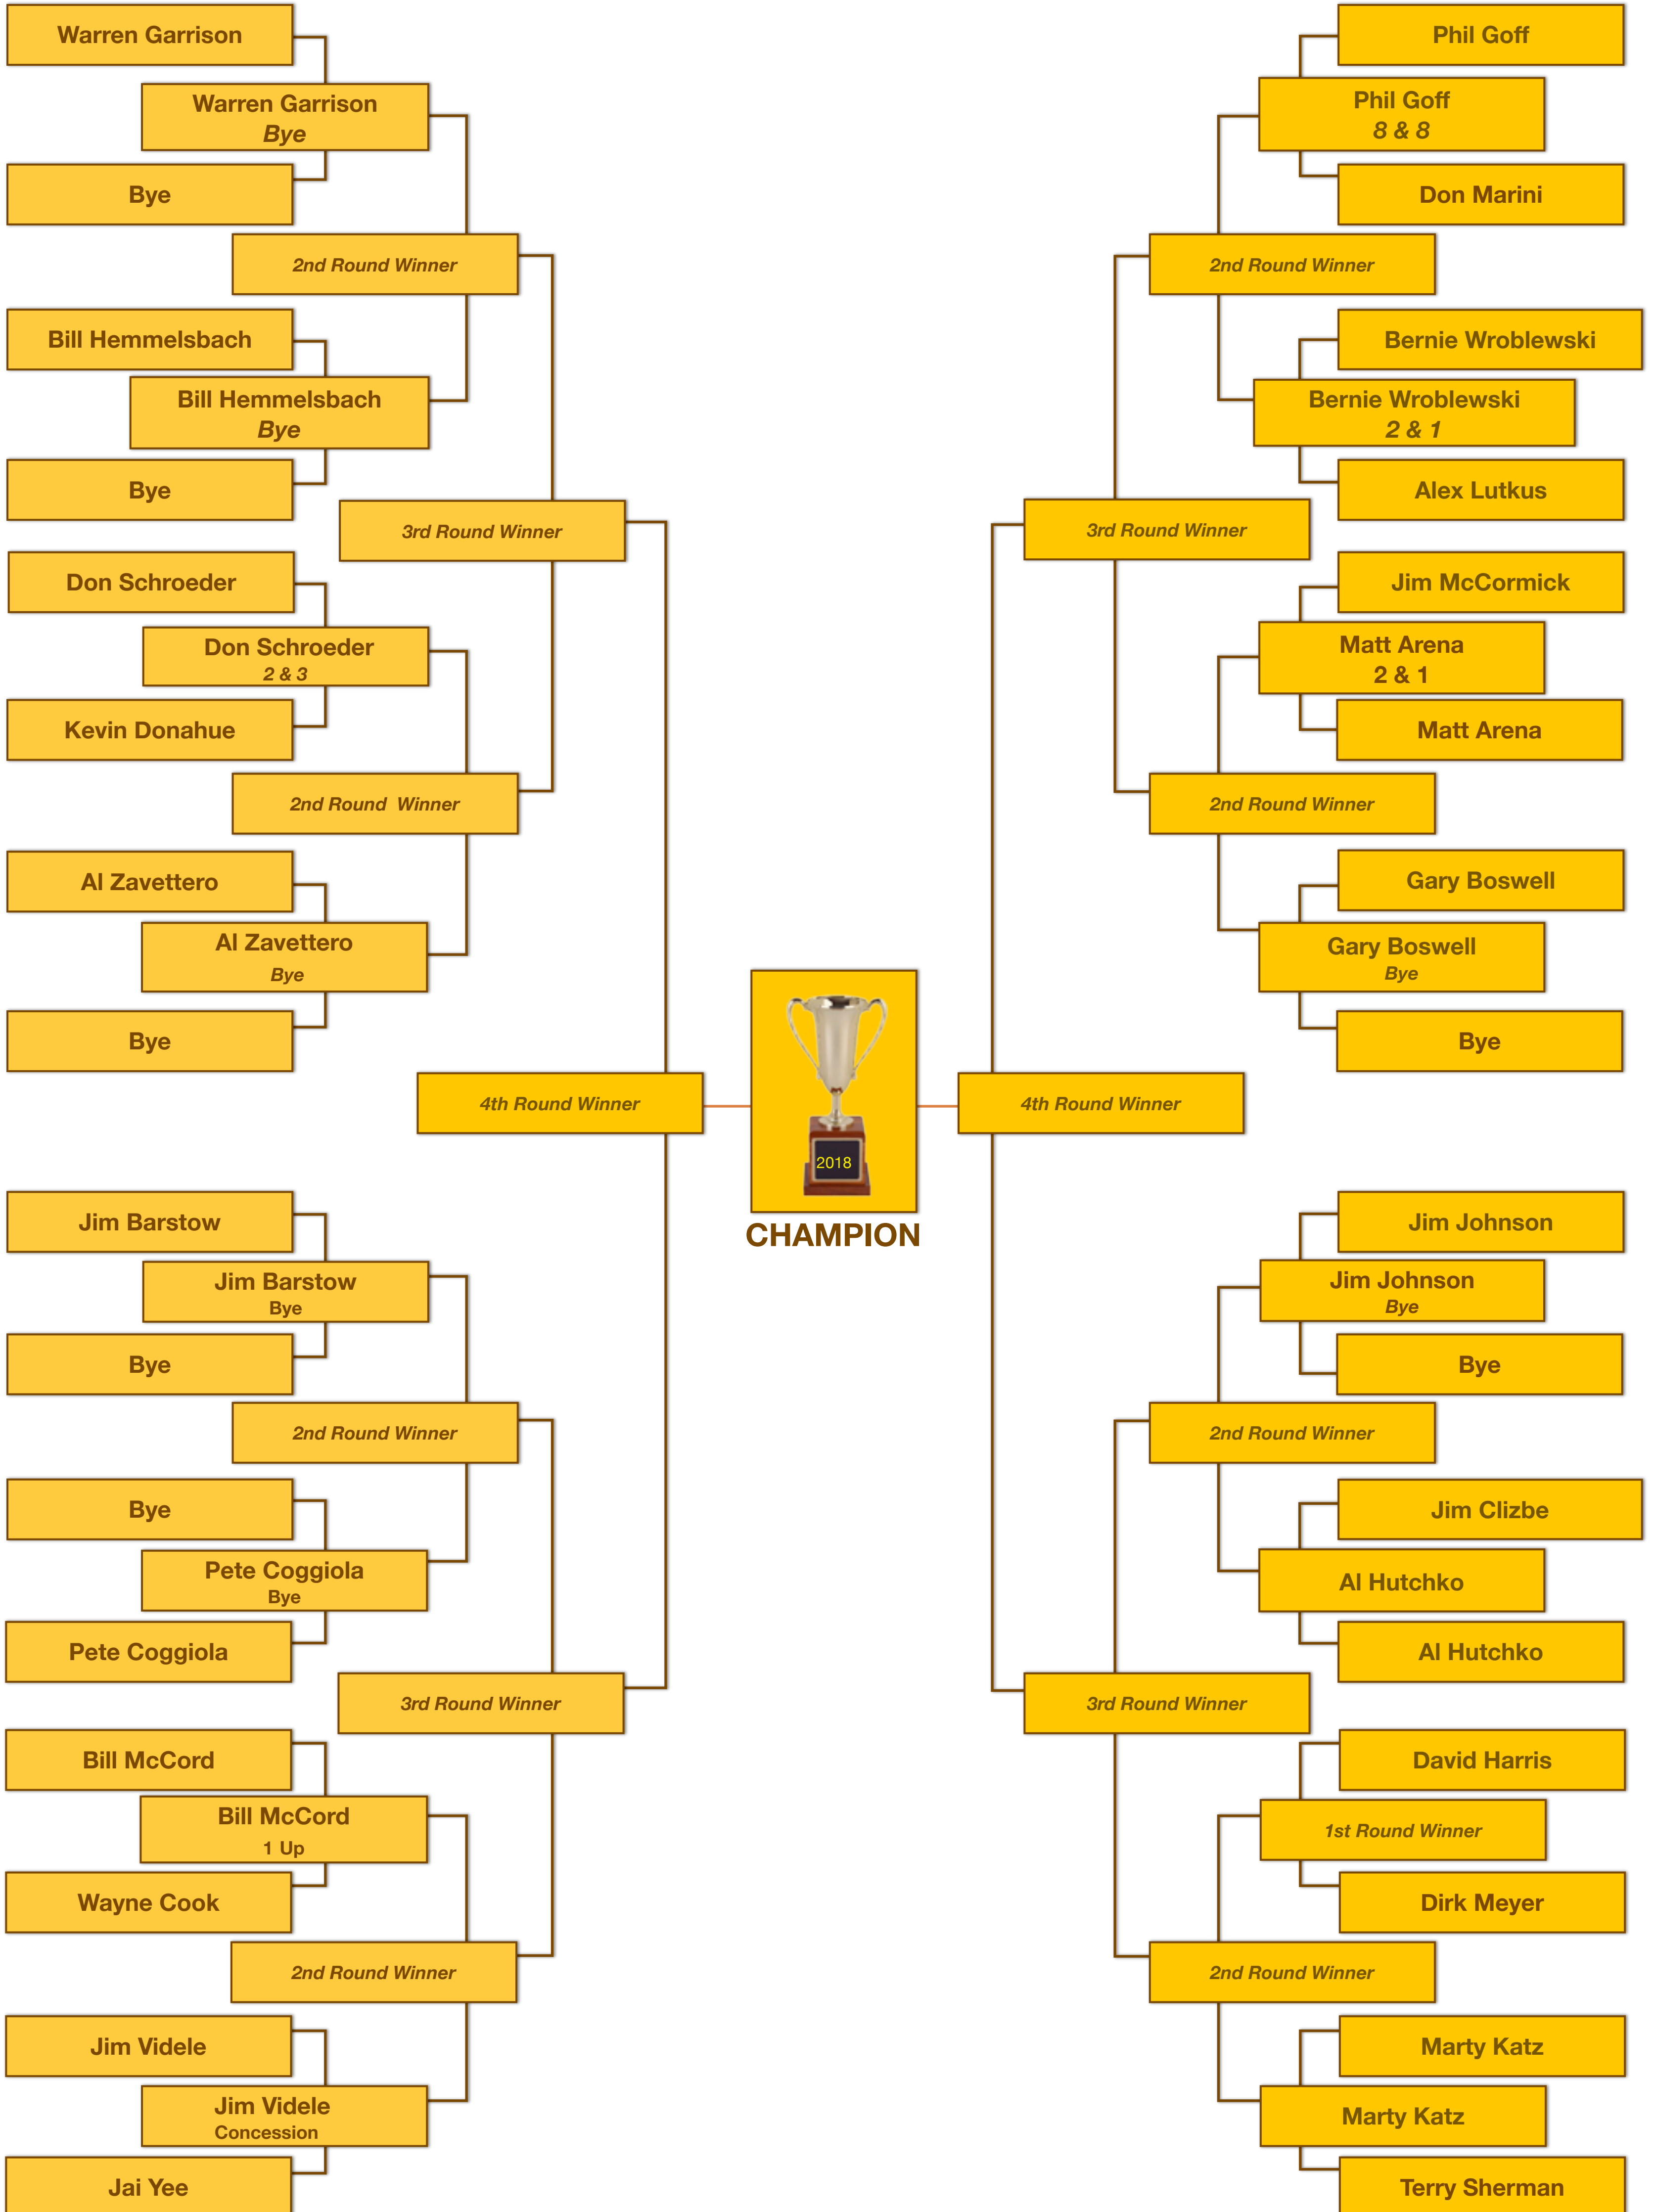 Warren Garrison
Warren Garrison
Bye
Bye
2nd Round Winner
Bill Hemmelsbach
Bill Hemmelsbach
Bye
Bye
3rd Round Winner
Don Schroeder
Don Schroeder
2 & 3
Kevin Donahue
2nd Round  Winner
Al Zavettero
Al Zavettero
Bye
Bye
4th Round Winner
Jim Barstow
Jim Barstow
Bye
Bye
2nd Round Winner
Bye
Pete Coggiola
Bye
Pete Coggiola
3rd Round Winner
Bill McCord
Bill McCord
1 Up
Wayne Cook
2nd Round Winner
Jim Videle
Jim Videle
Concession
Jai Yee
2018
CHAMPION
Phil Goff
Phil Goff
8 & 8
Don Marini
2nd Round Winner
Bernie Wroblewski
Bernie Wroblewski
2 & 1
Alex Lutkus
3rd Round Winner
Jim McCormick
Matt Arena
2 & 1
Matt Arena
2nd Round Winner
Gary Boswell
Gary Boswell
Bye
Bye
4th Round Winner
Jim Johnson
Jim Johnson
Bye
Bye
2nd Round Winner
Jim Clizbe
Al Hutchko
Al Hutchko
3rd Round Winner
David Harris
1st Round Winner
Dirk Meyer
2nd Round Winner
Marty Katz
Marty Katz
Terry Sherman